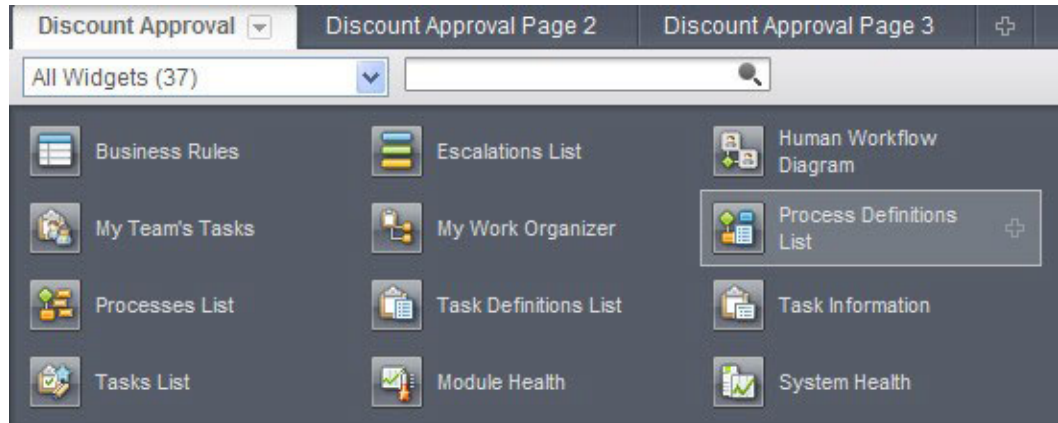 Discount Approval
Discount Approval Page 2
Discount Approval Page 3
All Widgets (37)
Business Rules
Escalations List
Human Workflow
Diagram
My Team's Tasks
My Work Organizer
Process Definitions
List
Processes List
Task Definitions List
Task Information
Tasks List
Module Health
System Health